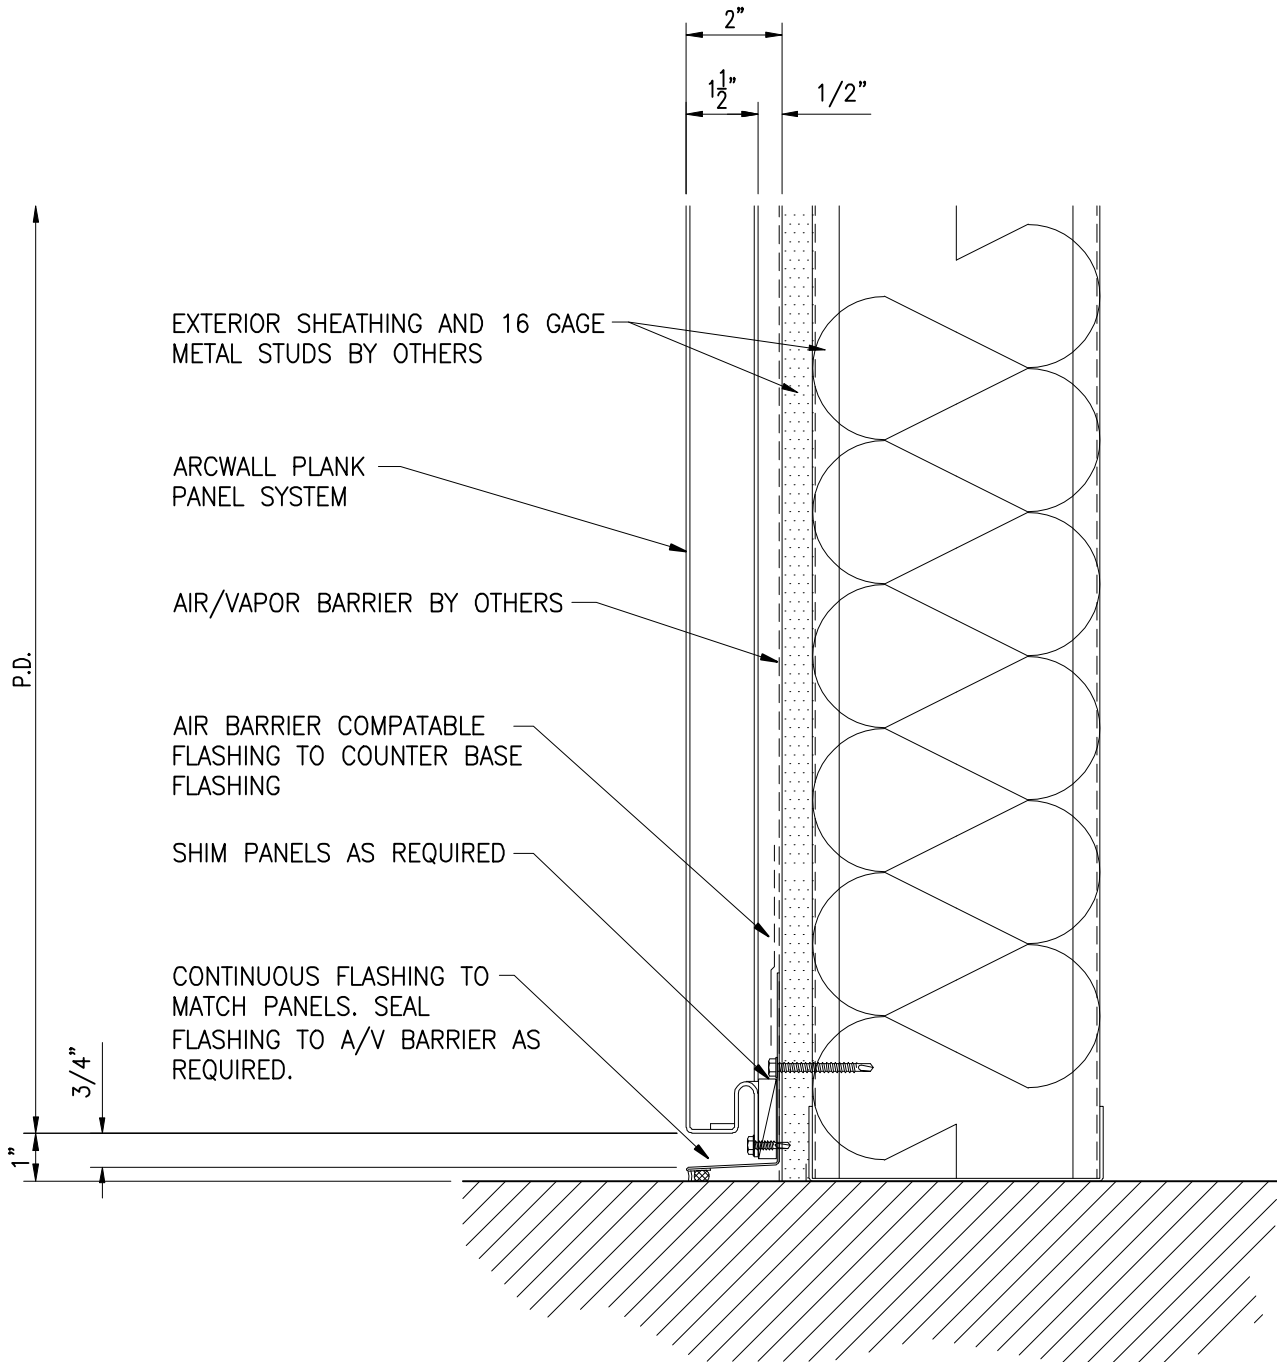 2"
1 1/2"
1/2"
EXTERIOR SHEATHING AND 16 GAGE
METAL STUDS BY OTHERS
ARCWALL PLANK
PANEL SYSTEM
AIR/VAPOR BARRIER BY OTHERS
P.D.
AIR BARRIER COMPATABLE
FLASHING TO COUNTER BASE
FLASHING
SHIM PANELS AS REQUIRED
CONTINUOUS FLASHING TO
MATCH PANELS. SEAL
FLASHING TO A/V BARRIER AS
REQUIRED.
3/4"
1"